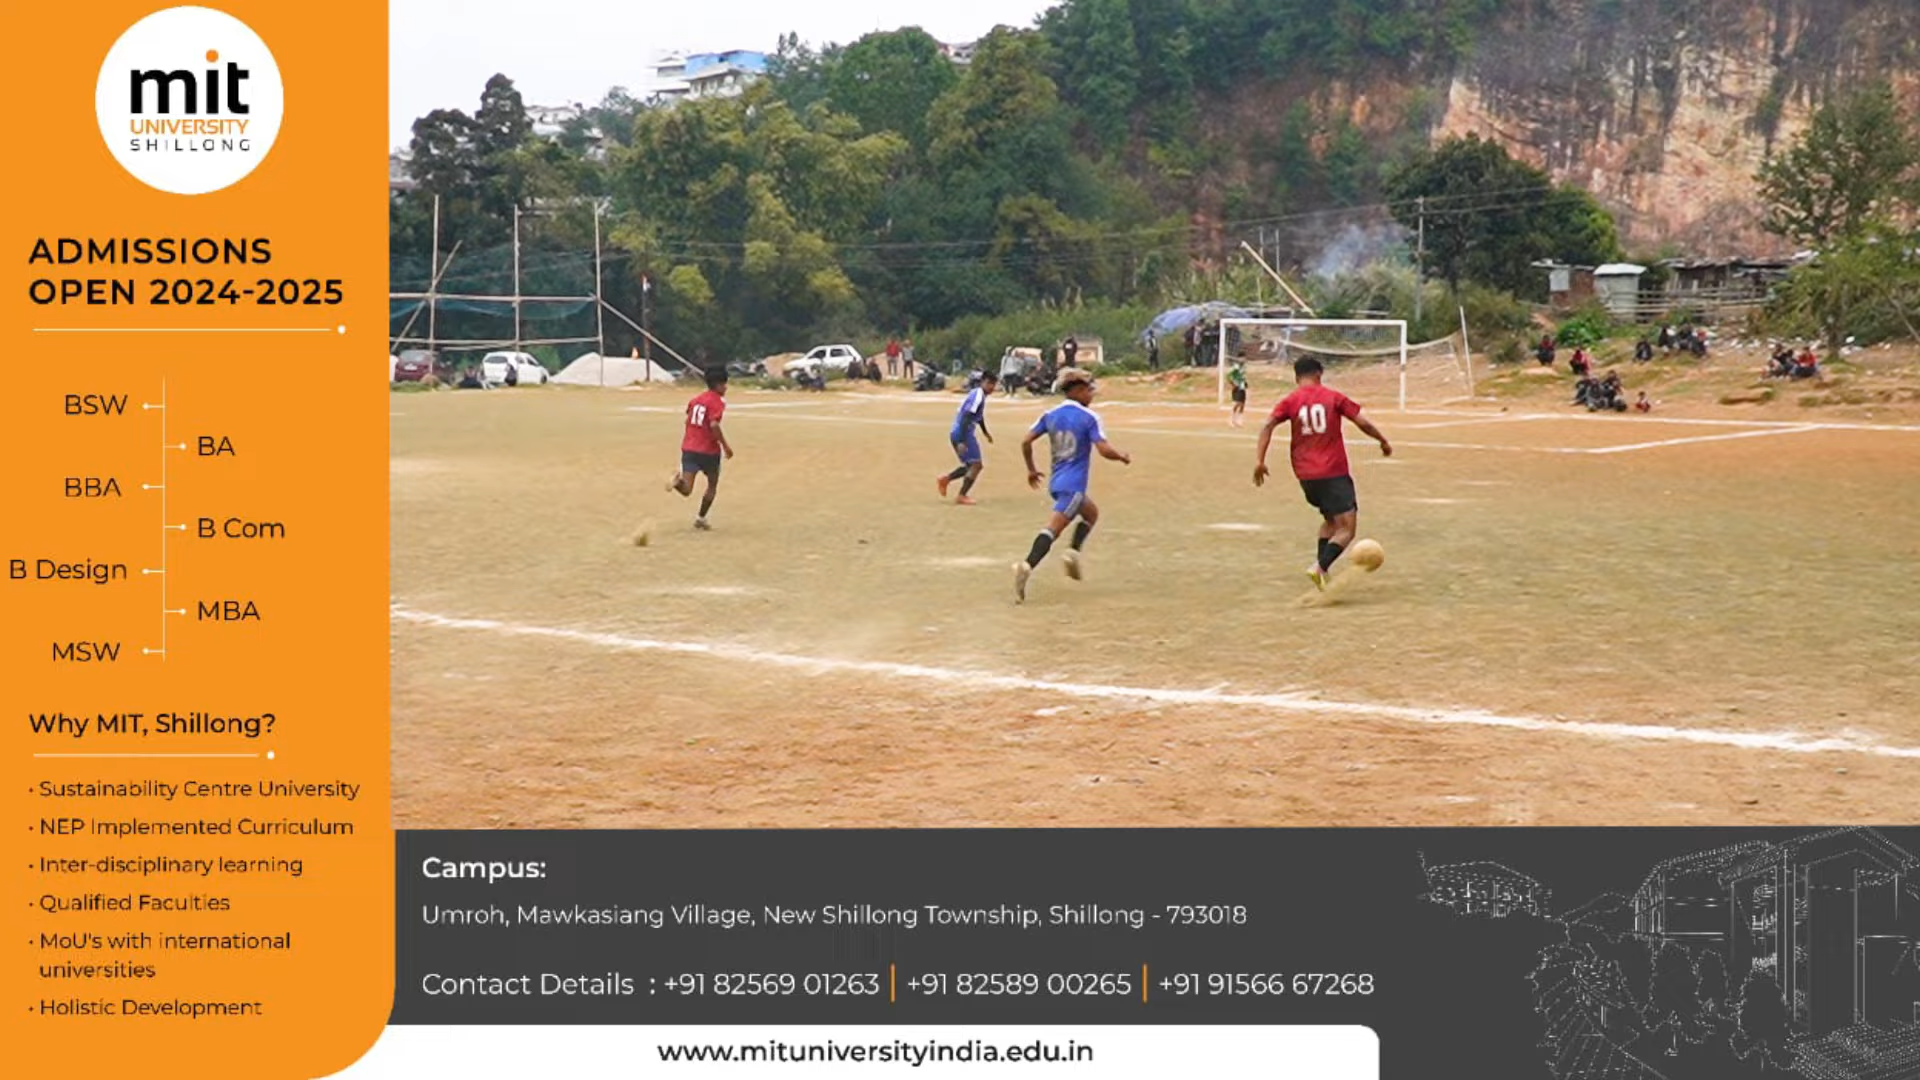 mit
UNIVERSITY
SHILLONG
ADMISSIONS
OPEN 2024-2025
BSW
BA
BBA
B Com
B Design
MBA
MSW
Why MIT, Shillong?
• Sustainability Centre University
• NEP Implemented Curriculum
• Inter-disciplinary learning
• Qualified Faculties
• MoU's with international
universities
• Holistic Development
15
10
10
Campus:
Umroh, Mawkasiang Village, New Shillong Township, Shillong - 793018
Contact Details : +91 82569 01263 | +91 82589 00265 | +91 91566 67268
www.mituniversityindia.edu.in